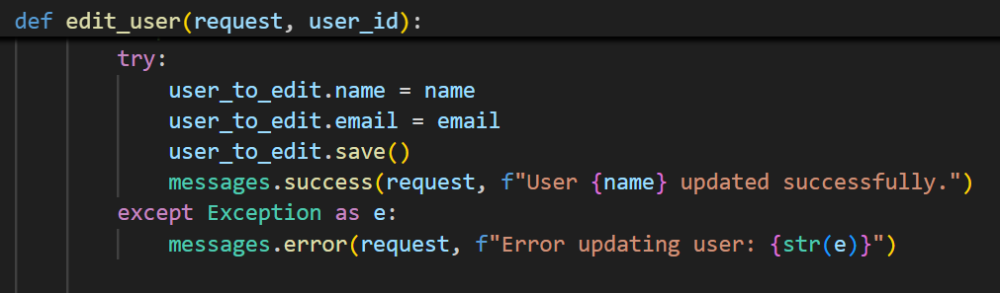 def edit_user(request, user_id):
try:
user_to_edit.name = name
user_to_edit.email = email
user_to_edit.save()
messages.success(request, f"User {name} updated successfully.")
except Exception as e:
messages.error(request, f"Error updating user: {str(e)}")